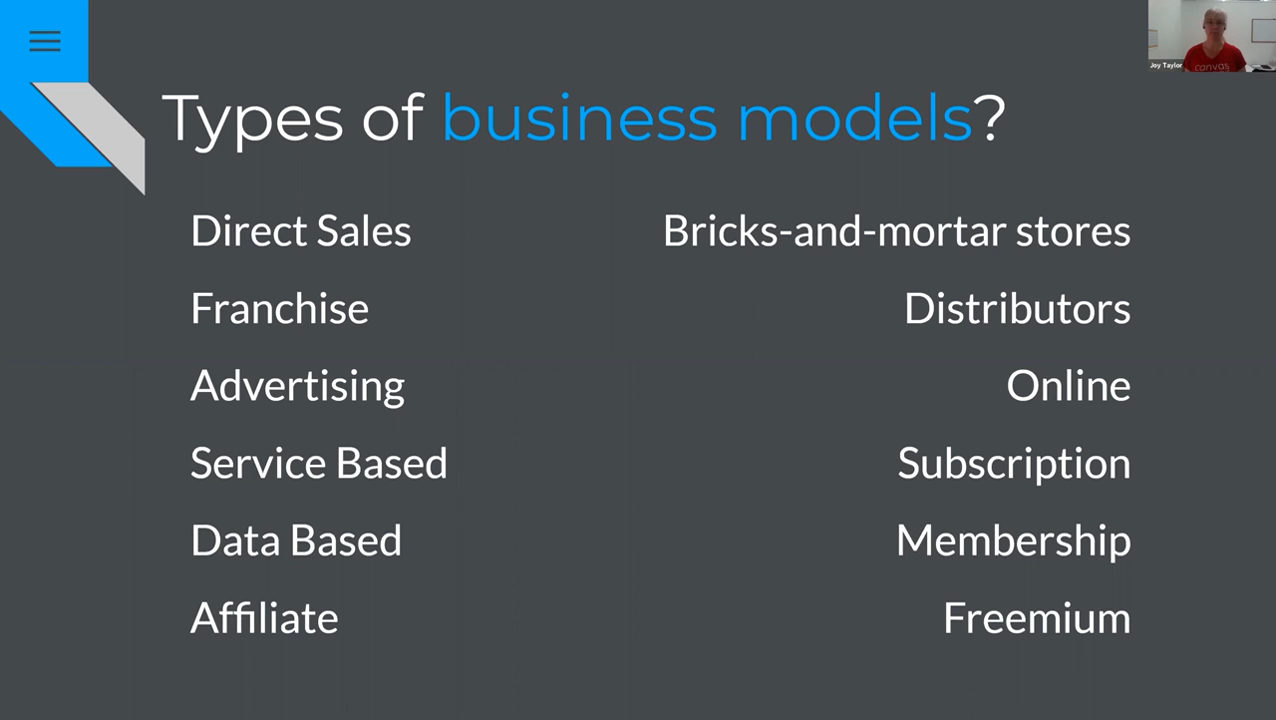 Types of business models?
Joy Taylor
canvas
Direct Sales
Franchise
Advertising
Service Based
Data Based
Affiliate
Bricks-and-mortar stores
Distributors
Online
Subscription
Membership
Freemium